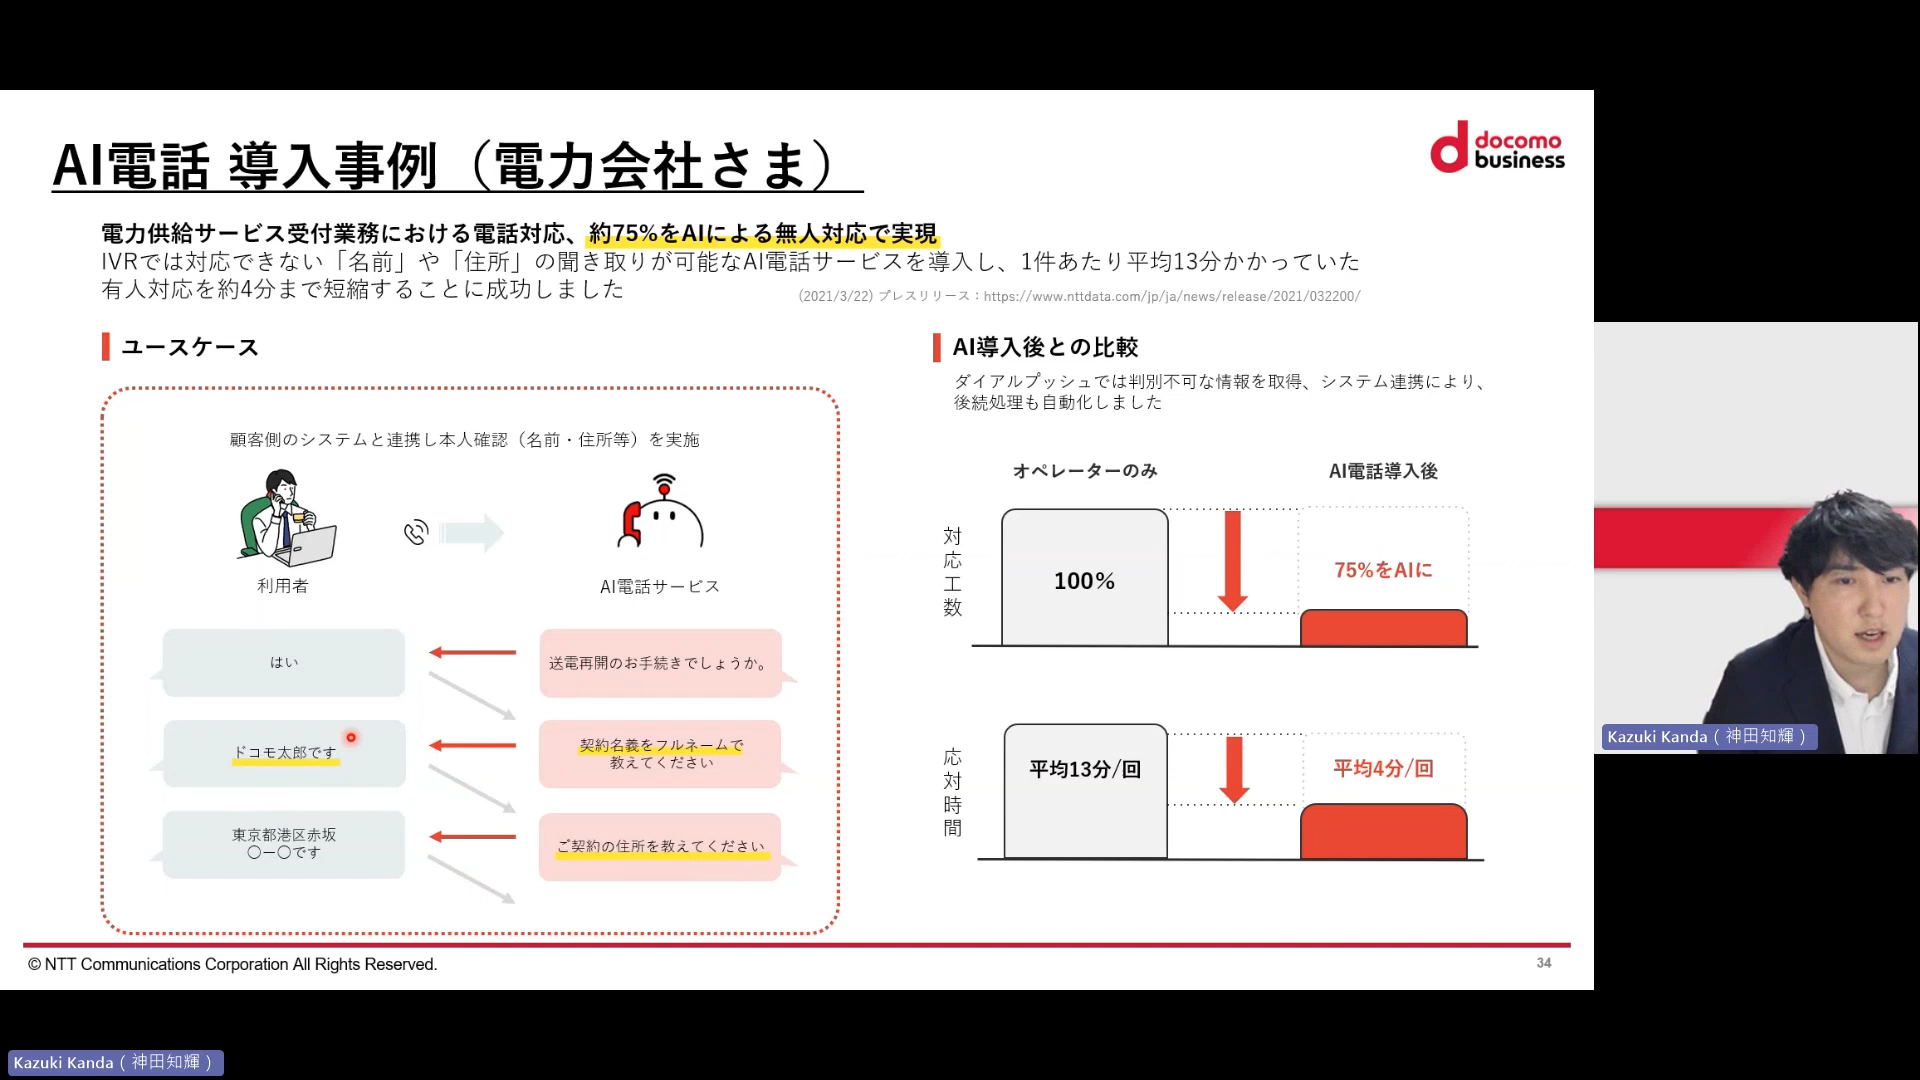 AI電話 導入事例（電力会社さま）
docomo
business
電力供給サービス受付業務における電話対応、約75%をAIによる無人対応で実現
IVRでは対応できない「名前」や「住所」の聞き取りが可能なAI電話サービスを導入し、1件あたり平均13分かかっていた
有人対応を約4分まで短縮することに成功しました
(2021/3/22) プレスリリース：https://www.nttdata.com/jp/ja/news/release/2021/032200/
ユースケース
顧客側のシステムと連携し本人確認（名前・住所等）を実施
利用者
AI電話サービス
はい
送電再開のお手続きでしょうか。
ドコモ太郎です
契約名義をフルネームで
教えてください
東京都港区赤坂
〇ー〇です
ご契約の住所を教えてください
AI導入後との比較
ダイアルプッシュでは判別不可な情報を取得、システム連携により、
後続処理も自動化しました
オペレーターのみ
AI電話導入後
対応工数
100%
75%をAIに
応対時間
平均13分/回
平均4分/回
© NTT Communications Corporation All Rights Reserved.
34
Kazuki Kanda ( 神田知輝 )
Kazuki Kanda ( 神田知輝 )